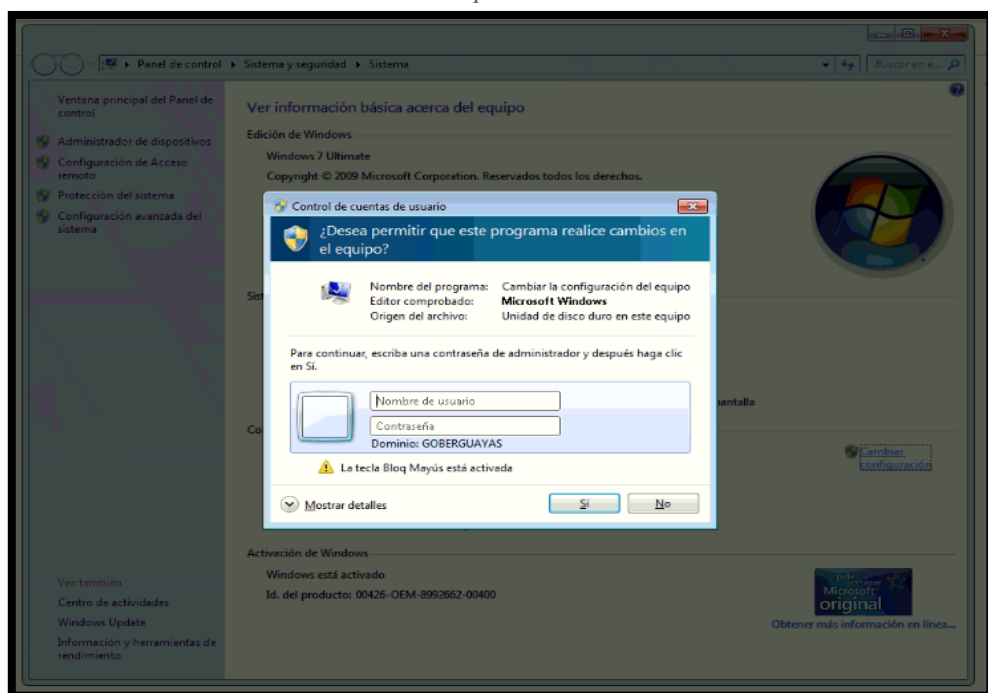 Panel de control ▸ Sistema y seguridad ▸ Sistema
Buscar en e...
Ventana principal del Panel de
control
Administrador de dispositivos
Configuración de Acceso
remoto
Protección del sistema
Configuración avanzada del
sistema
Ver información básica acerca del equipo
Edición de Windows
Windows 7 Ultimate
Copyright © 2009 Microsoft Corporation. Reservados todos los derechos.
Control de cuentas de usuario
¿Desea permitir que este programa realice cambios en
el equipo?
Nombre del programa: Cambiar la configuración del equipo
Editor comprobado: Microsoft Windows
Origen del archivo: Unidad de disco duro en este equipo
Para continuar, escriba una contraseña de administrador y después haga clic
en Sí.
Nombre de usuario
Contraseña
Dominio: GOBERGUAYAS
La tecla Bloq Mayús está activada
Mostrar detalles
Sí
No
Sis
pantalla
Co
Cambiar
configuración
Activación de Windows
Windows está activado
Id. del producto: 00426-OEM-8992662-00400
Vea también
Centro de actividades
Windows Update
Información y herramientas de
rendimiento
pida
software
Microsoft
original
Obtener más información en línea...